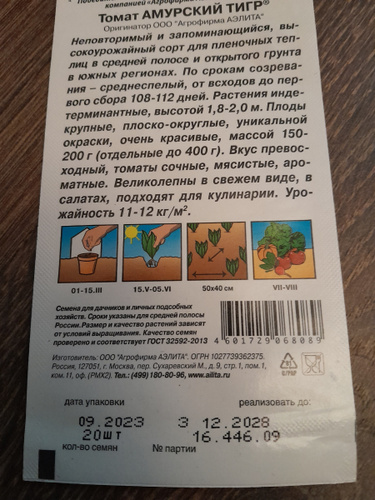 компанией «Агрофирма АЭЛИТА»
Томат АМУРСКИЙ ТИГР®
Оригинатор ООО "Агрофирма АЭЛИТА"
Неповторимый и запоминающийся, вы-
сокоурожайный сорт для пленочных теп-
лиц в средней полосе и открытого грунта
в южных регионах. По срокам созрева-
ния – среднеспелый, от всходов до пер-
вого сбора 108-112 дней. Растения инде-
терминантные, высотой 1,8-2,0 м. Плоды
крупные, плоско-округлые, уникальной
окраски, очень красивые, массой 150-
200 г (отдельные до 400 г). Вкус превос-
ходный, томаты сочные, мясистые, аро-
матные. Великолепны в свежем виде, в
салатах, подходят для кулинарии. Уро-
жайность 11-12 кг/м².
01-15.III
15.V-05.VI
50х40 см
VII-VIII
Семена для дачников и личных подсобных
хозяйств. Сроки указаны для средней полосы
России. Размер и качество растений зависят
от условий выращивания. Качество семян
проверено и соответствует ГОСТ 32592-2013
4 601729 068089
Изготовитель: ООО "Агрофирма АЭЛИТА". ОГРН 1027739362375.
Россия, 127051, г. Москва, пер. Сухаревский М., д. 9, стр. 1, пом. I,
ком.11, оф. (РМ2). Тел.: (499) 180-80-96, www.ailita.ru
81
C/PAP
дата упаковки
реализовать до:
09.2023
3 12.2028
20шт
16.446.09
кол-во семян
№ партии